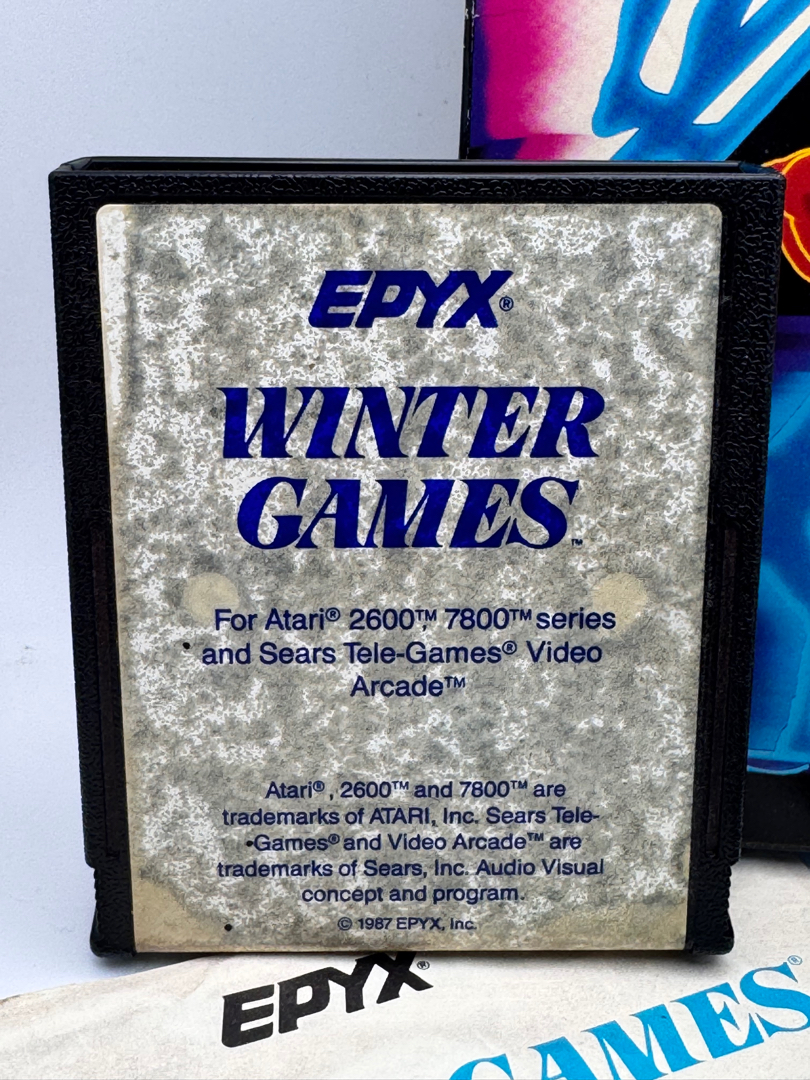 EPYX®
WINTER
GAMES™
For Atari® 2600™, 7800™ series
and Sears Tele-Games® Video
Arcade™
Atari®, 2600™ and 7800™ are
trademarks of ATARI, Inc. Sears Tele-
Games® and Video Arcade™ are
trademarks of Sears, Inc. Audio Visual
concept and program.
© 1987 EPYX, Inc.
EPYX®
GAMES®